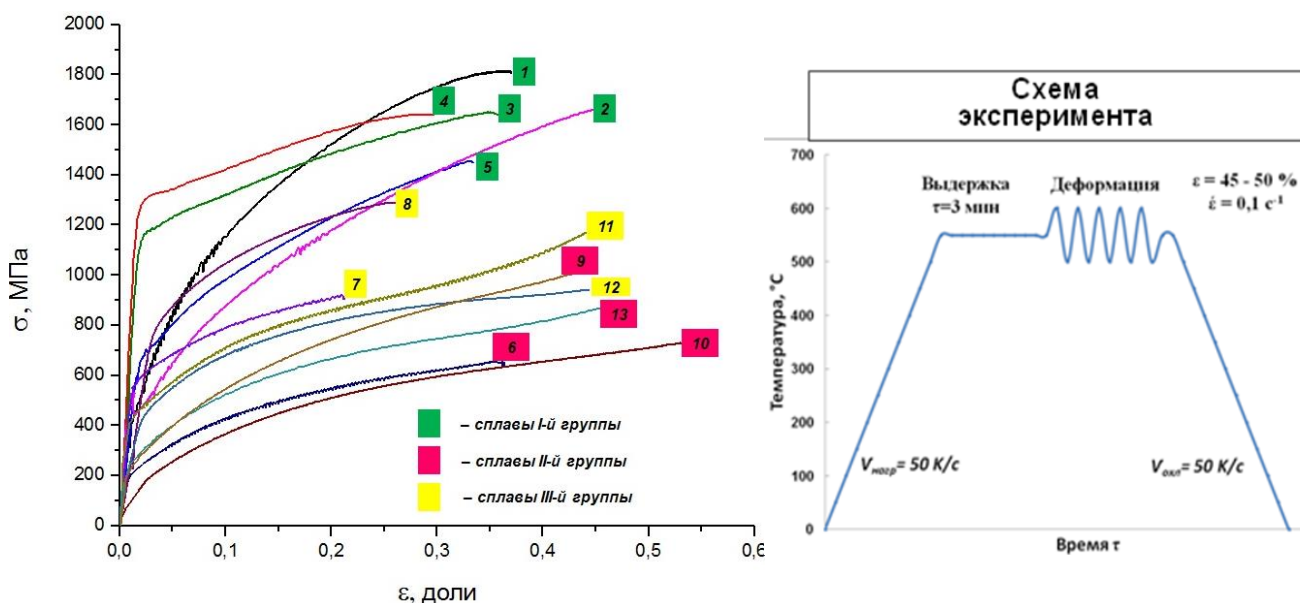 2000
1800
1600
1400
1200
1000
800
600
400
200
0
σ, МПа
0,0
0,1
0,2
0,3
0,4
0,5
0,6
ε, доли
1
2
3
4
5
8
11
9
7
12
13
6
10
– сплавы I-й группы
– сплавы II-й группы
– сплавы III-й группы
Схема
эксперимента
700
600
500
400
300
200
100
0
Температура, °С
Выдержка
τ=3 мин
Деформация
ε = 45 - 50 %
έ = 0,1 с-1
Vнагр= 50 К/с
Vохл= 50 К/с
Время τ